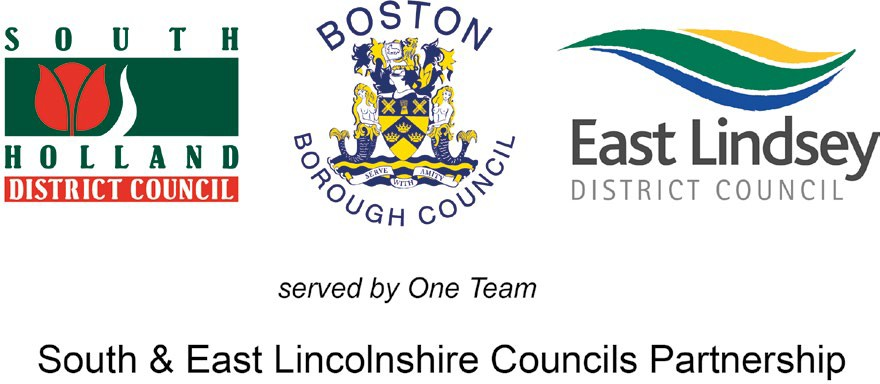 SOUTH
HOLLAND
DISTRICT COUNCIL
BOSTON
BOROUGH COUNCIL
SERVE WITH AMITY
East Lindsey
DISTRICT COUNCIL
served by One Team
South & East Lincolnshire Councils Partnership